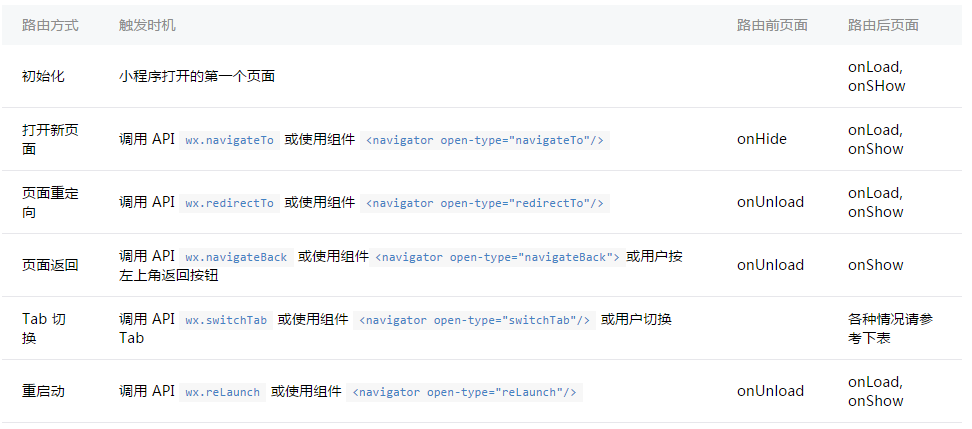 路由方式 触发时机 路由前页面 路由后页面
初始化 小程序打开的第一个页面 onLoad,
onSHow
打开新页
面 调用 API wx.navigateTo 或使用组件 <navigator open-type="navigateTo"/> onHide onLoad,
onShow
页面重定
向 调用 API wx.redirectTo 或使用组件 <navigator open-type="redirectTo"/> onUnload onLoad,
onShow
页面返回 调用 API wx.navigateBack 或使用组件<navigator open-type="navigateBack"> 或用户按
左上角返回按钮 onUnload onShow
Tab 切
换 调用 API wx.switchTab 或使用组件 <navigator open-type="switchTab"/> 或用户切换
Tab 各种情况请参
考下表
重启动 调用 API wx.reLaunch 或使用组件 <navigator open-type="reLaunch"/> onUnload onLoad,
onShow